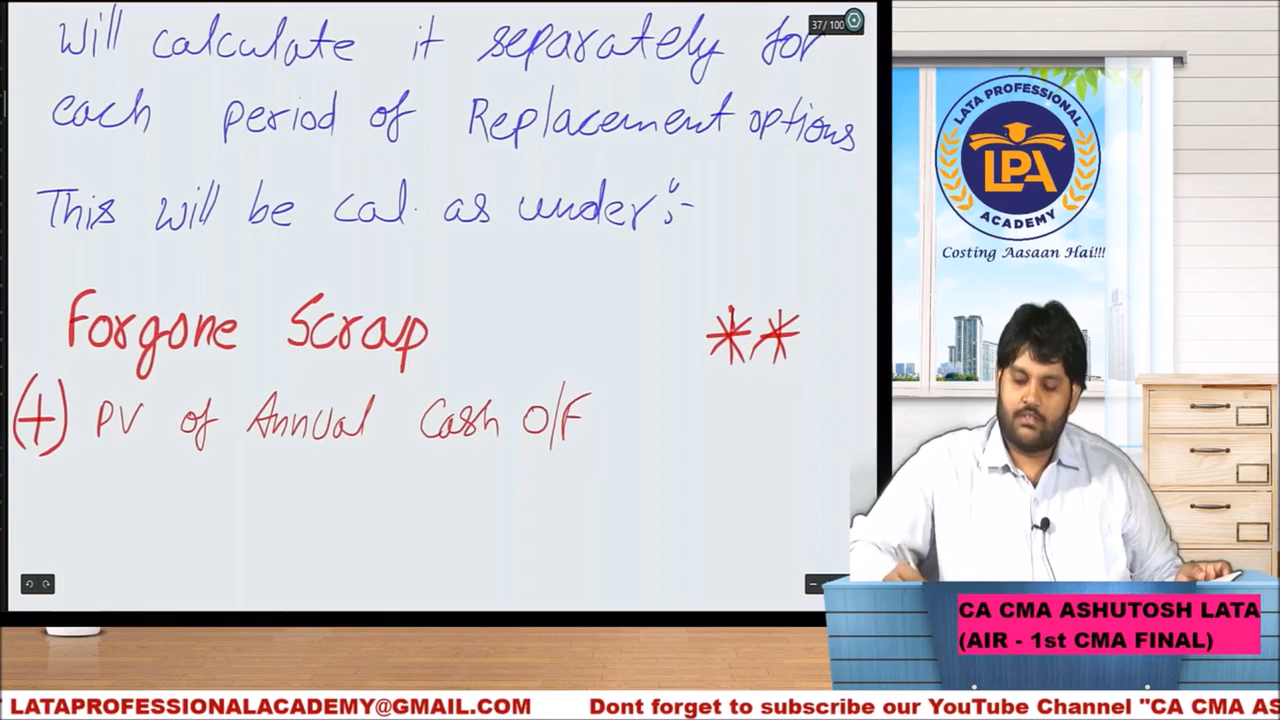 will calculate it separately for
each period of Replacement options
This will be cal. as under:-
Forgone Scrap **
(+) PV of Annual Cash O/F
37/100
LATA PROFESSIONAL
LPA
ACADEMY
Costing Aasaan Hai!!!
CA CMA ASHUTOSH LATA
(AIR - 1st CMA FINAL)
LATAPROFESSIONALACADEMY@GMAIL.COM Dont forget to subscribe our YouTube Channel "CA CMA AS